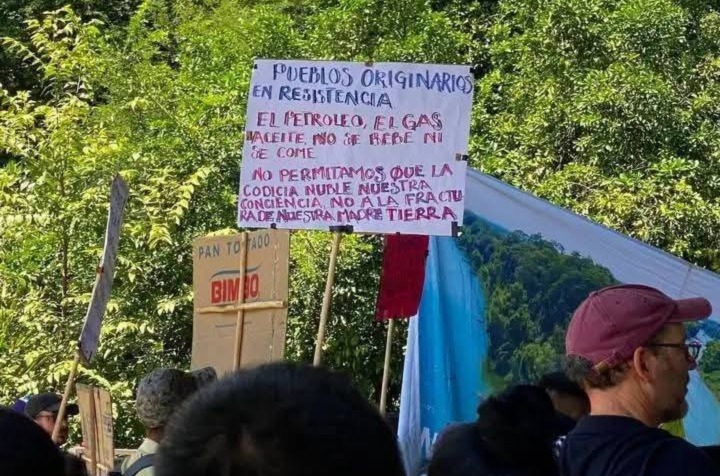 PUEBLOS ORIGINARIOS
EN RESISTENCIA
EL PETROLEO, EL GAS
Y ACEITE, NO SE BEBE NI
SE COME
NO PERMITAMOS QUE LA
CODICIA NUBLE NUESTRA
CONCIENCIA, NO A LA FRACTU
RA DE NUESTRA MADRE TIERRA
PAN TOSTADO
BIMBO